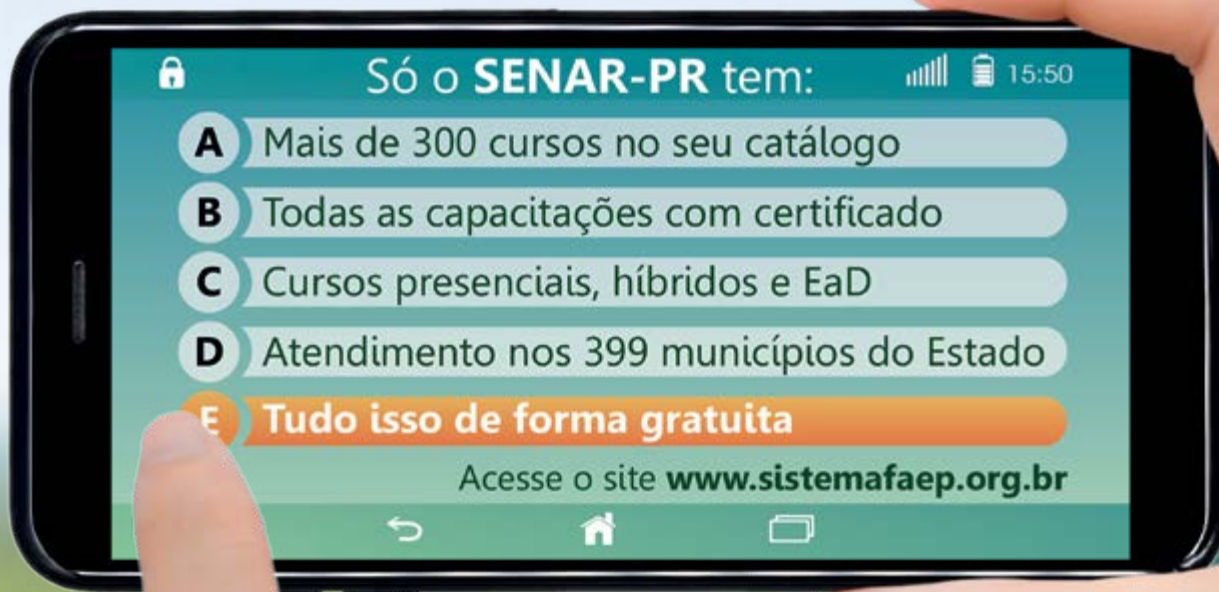 Só o SENAR-PR tem:
15:50
A Mais de 300 cursos no seu catálogo
B Todas as capacitações com certificado
C Cursos presenciais, híbridos e EaD
D Atendimento nos 399 municípios do Estado
E Tudo isso de forma gratuita
Acesse o site www.sistemafaep.org.br